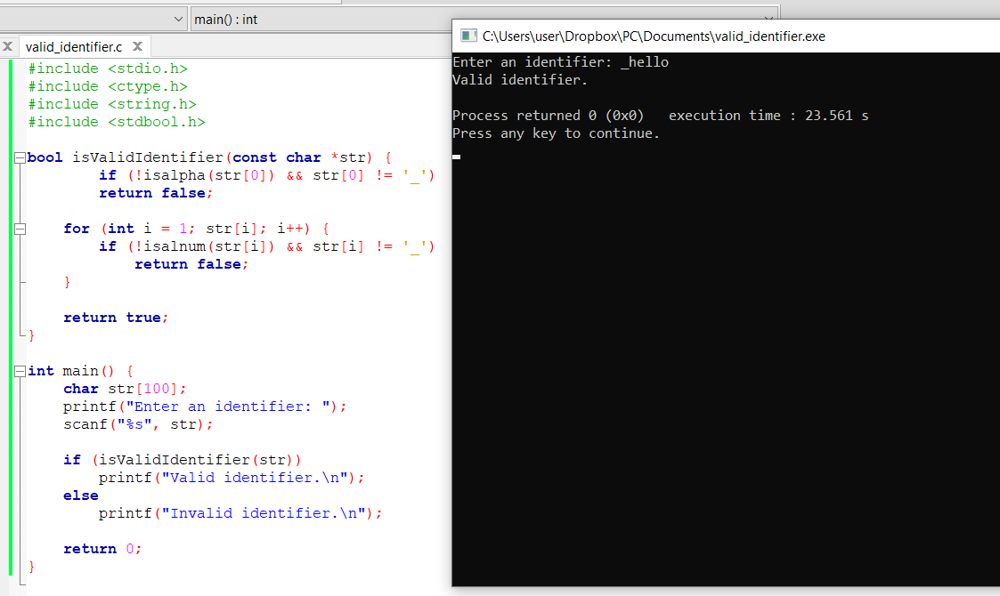 main() : int
valid_identifier.c
#include <stdio.h>
#include <ctype.h>
#include <string.h>
#include <stdbool.h>
bool isValidIdentifier(const char *str) {
if (!isalpha(str[0]) && str[0] != '_')
return false;
for (int i = 1; str[i]; i++) {
if (!isalnum(str[i]) && str[i] != '_')
return false;
}
return true;
}
int main() {
char str[100];
printf("Enter an identifier: ");
scanf("%s", str);
if (isValidIdentifier(str))
printf("Valid identifier.\n");
else
printf("Invalid identifier.\n");
return 0;
}
C:\Users\user\Dropbox\PC\Documents\valid_identifier.exe
Enter an identifier: _hello
Valid identifier.
Process returned 0 (0x0)   execution time : 23.561 s
Press any key to continue.